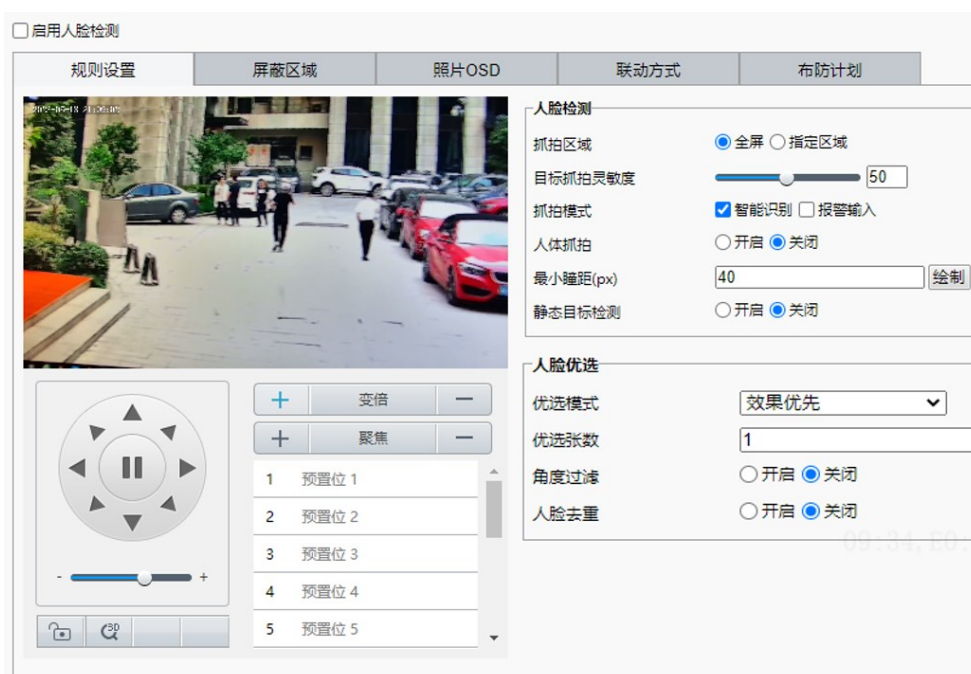 启用人脸检测
规则设置 屏蔽区域 照片OSD 联动方式 布防计划
人脸检测
抓拍区域 全屏 指定区域
目标抓拍灵敏度 50
抓拍模式 智能识别 报警输入
人体抓拍 开启 关闭
最小瞳距(px) 40 绘制
静态目标检测 开启 关闭
人脸优选
优选模式 效果优先
优选张数 1
角度过滤 开启 关闭
人脸去重 开启 关闭
+ 变倍 —
+ 聚焦 —
1 预置位 1
2 预置位 2
3 预置位 3
4 预置位 4
5 预置位 5
- +
3D
09:34, E0: